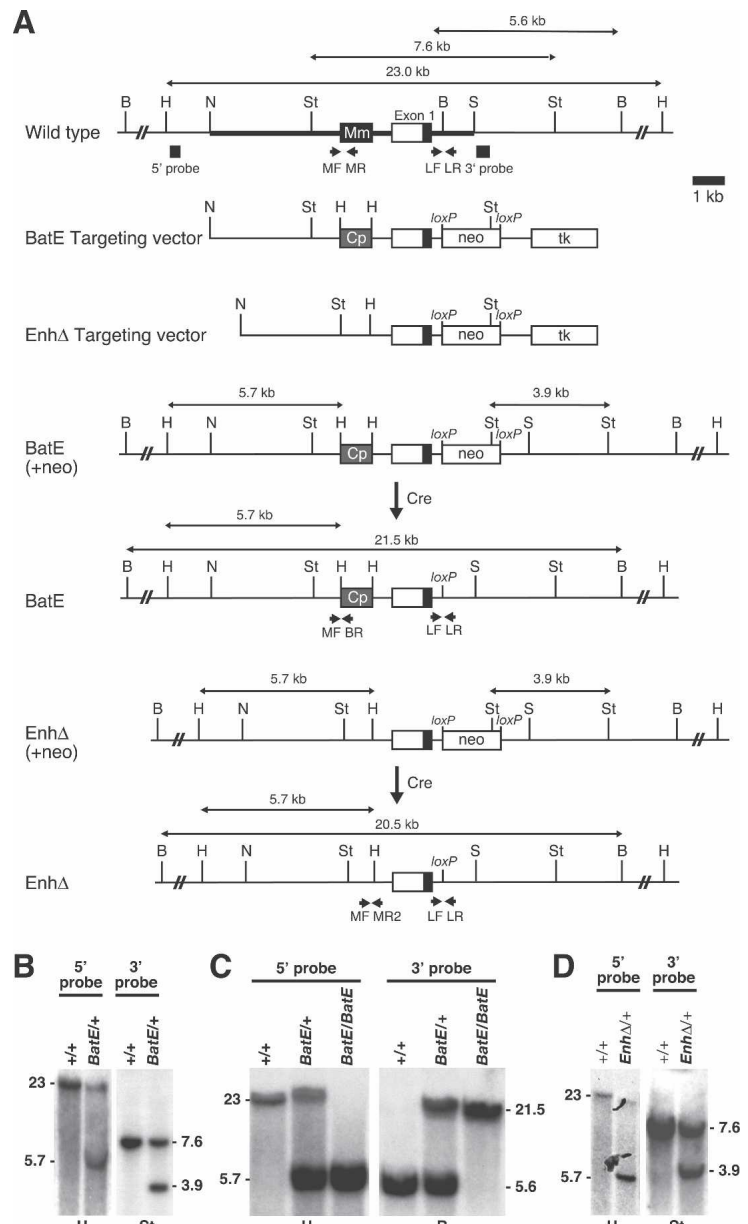 A
5.6 kb
7.6 kb
23.0 kb
B H N St Exon 1 B S St B H
Wild type
Mm
5' probe MF MR LF LR 3' probe
1 kb
N St H H loxP St loxP
BatE Targeting vector
Cp neo tk
N St H loxP St loxP
EnhΔ Targeting vector
neo tk
5.7 kb 3.9 kb
B H N St H H loxP St loxP S St B H
BatE
(+neo)
Cp neo
Cre
5.7 kb
21.5 kb
B H N St H H loxP S St B H
BatE
Cp
MF BR LF LR
5.7 kb 3.9 kb
B H N St H loxP St loxP S St B H
EnhΔ
(+neo)
neo
Cre
5.7 kb
20.5 kb
B H N St H loxP S St B H
EnhΔ
MF MR2 LF LR
B
5' probe 3' probe
+/+ BatE/+ +/+ BatE/+
23 -
5.7 -
- 7.6
- 3.9
H St
C
5' probe 3' probe
+/+ BatE/+ BatE/BatE +/+ BatE/+ BatE/BatE
23 -
5.7 -
- 21.5
- 5.6
H B
D
5' probe 3' probe
+/+ EnhΔ/+ +/+ EnhΔ/+
23 -
5.7 -
- 7.6
- 3.9
H St